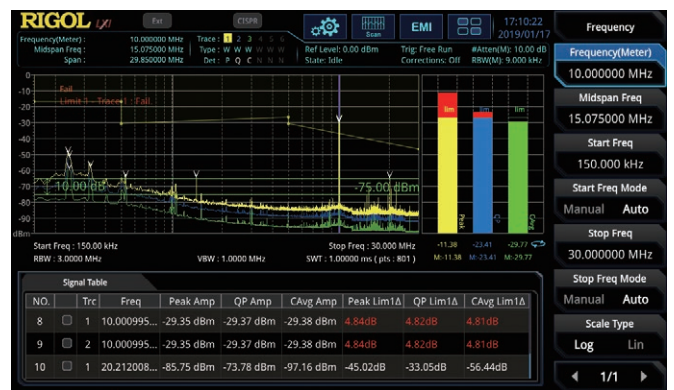 RIGOL LXI Ext CISPR Scan EMI 17:10:22 2019/01/17
Frequency(Meter) : 10.000000 MHz Trace : 1 2 3 4 5 6
Midspan Freq : 15.075000 MHz Type : W W W W W W Ref Level: 0.00 dBm Trig: Free Run #Atten(M): 10.00 dB
Span : 29.850000 MHz Det : P Q C N N N State: Idle Corrections: Off RBW(M): 9.000 kHz
0
-10
-20
-30
-40
-50
-60
-70
-80
-90
dBm
Fail
Limit 1 - Trace 1 : Fail
10.00 dB
-75.00 dBm
lim lim lim
Peak QP CAvg
-11.38 -23.41 -29.77
M:-11.38 M:-23.41 M:-29.77
Start Freq : 150.00 kHz Stop Freq : 30.000 MHz
RBW : 3.0000 MHz VBW : 1.0000 MHz SWT : 1.00000 ms ( pts : 801 )
Signal Table
NO. Trc Freq Peak Amp QP Amp CAvg Amp Peak Lim1Δ QP Lim1Δ CAvg Lim1Δ
8 1 10.000995... -29.35 dBm -29.37 dBm -29.38 dBm 4.84dB 4.82dB 4.81dB
9 2 10.000995... -29.35 dBm -29.37 dBm -29.38 dBm 4.84dB 4.82dB 4.81dB
10 1 20.212008... -85.75 dBm -73.78 dBm -97.16 dBm -45.02dB -33.05dB -56.44dB
Frequency
Frequency(Meter)
10.000000 MHz
Midspan Freq
15.075000 MHz
Start Freq
150.000 kHz
Start Freq Mode
Manual Auto
Stop Freq
30.000000 MHz
Stop Freq Mode
Manual Auto
Scale Type
Log Lin
1/1